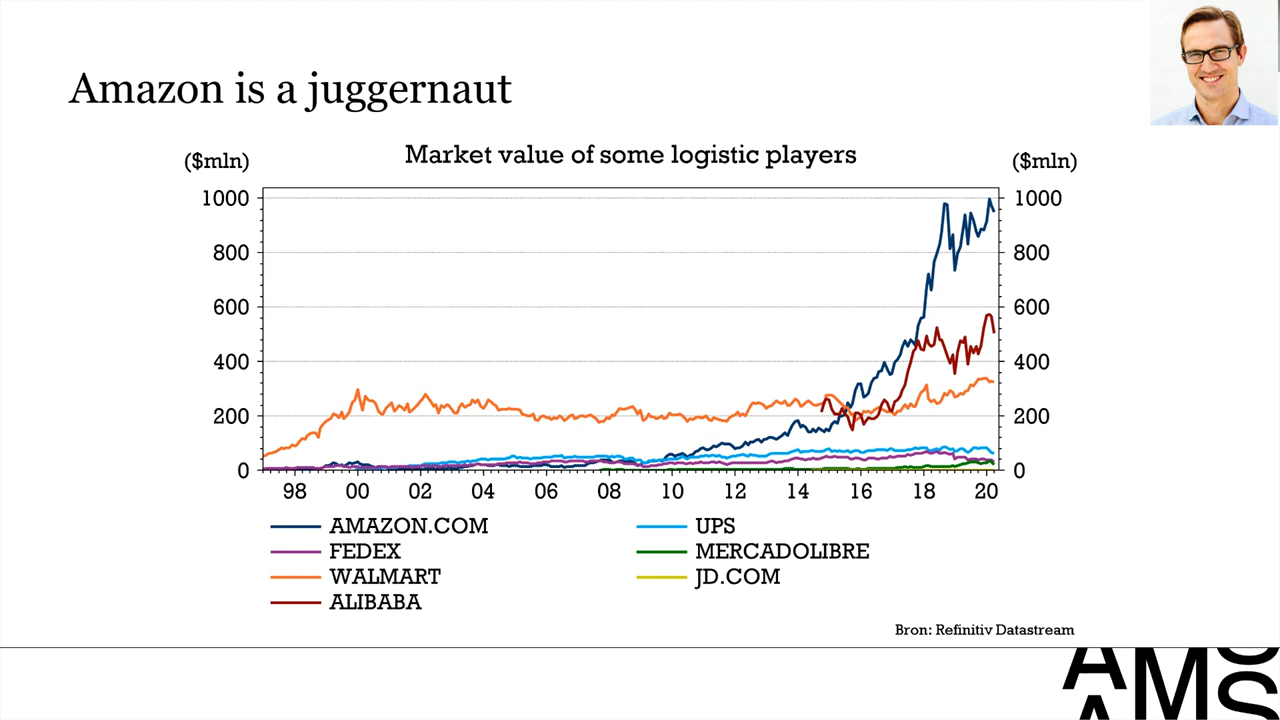 Amazon is a juggernaut
Market value of some logistic players
($mln) ($mln)
1000 1000
800 800
600 600
400 400
200 200
0 0
98 00 02 04 06 08 10 12 14 16 18 20
AMAZON.COM UPS
FEDEX MERCADOLIBRE
WALMART JD.COM
ALIBABA
Bron: Refinitiv Datastream
AMS